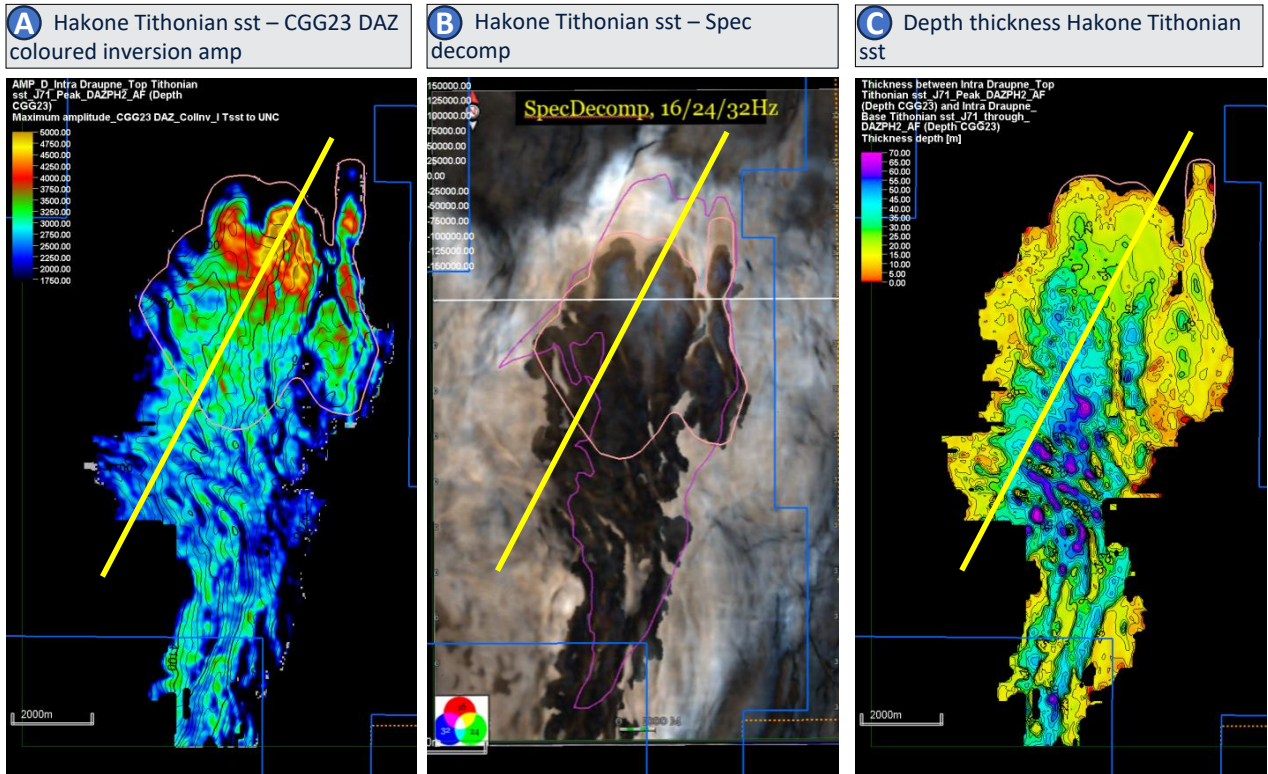 A Hakone Tithonian sst – CGG23 DAZ
coloured inversion amp
AMP_D_Intra Draupne_Top Tithonian
sst_J71_Peak_DAZPH2_AF (Depth
CGG23)
Maximum amplitude_CGG23 DAZ_ColInv_I Tsst to UNC
6000.00
4750.00
4500.00
4250.00
4000.00
3750.00
3500.00
3250.00
3000.00
2750.00
2500.00
2250.00
2000.00
1750.00
2000m
B Hakone Tithonian sst – Spec
decomp
SpecDecomp, 16/24/32Hz
150000.00
125000.00
100000.00
75000.00
50000.00
25000.00
0.00
-25000.00
-50000.00
-75000.00
-100000.00
-125000.00
-150000.00
32
24
C Depth thickness Hakone Tithonian
sst
Thickness between Intra Draupne_Top
Tithonian sst_J71_Peak_DAZPH2_AF
(Depth CGG23) and Intra Draupne_
Base Tithonian sst_J71_through_
DAZPH2_AF (Depth CGG23)
Thickness depth [m]
70.00
65.00
60.00
55.00
50.00
45.00
40.00
35.00
30.00
25.00
20.00
15.00
10.00
5.00
0.00
2000m